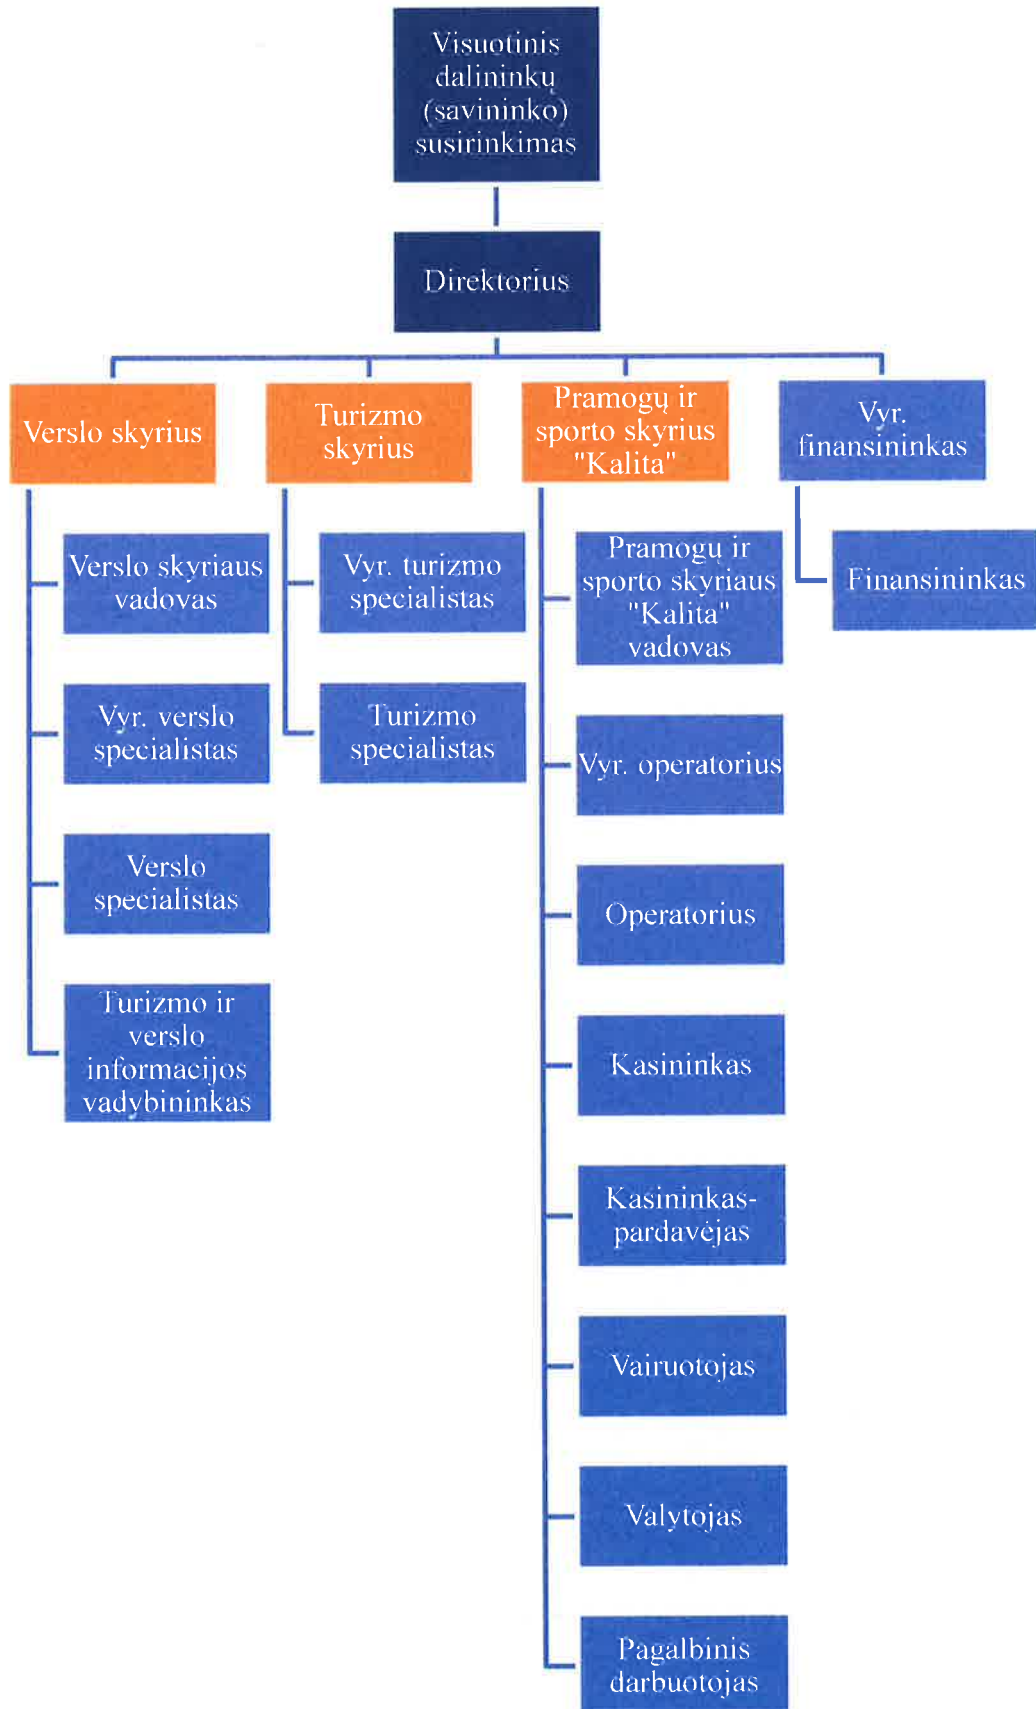 Visuotinis
dalininkų
(savininko)
susirinkimas
Direktorius
Verslo skyrius
Verslo skyriaus
vadovas
Vyr. verslo
specialistas
Verslo
specialistas
Turizmo ir
verslo
informacijos
vadybininkas
Turizmo
skyrius
Vyr. turizmo
specialistas
Turizmo
specialistas
Pramogų ir
sporto skyrius
"Kalita"
Pramogų ir
sporto skyriaus
"Kalita"
vadovas
Vyr. operatorius
Operatorius
Kasininkas
Kasininkas-
pardavėjas
Vairuotojas
Valytojas
Pagalbinis
darbuotojas
Vyr.
finansininkas
Finansininkas